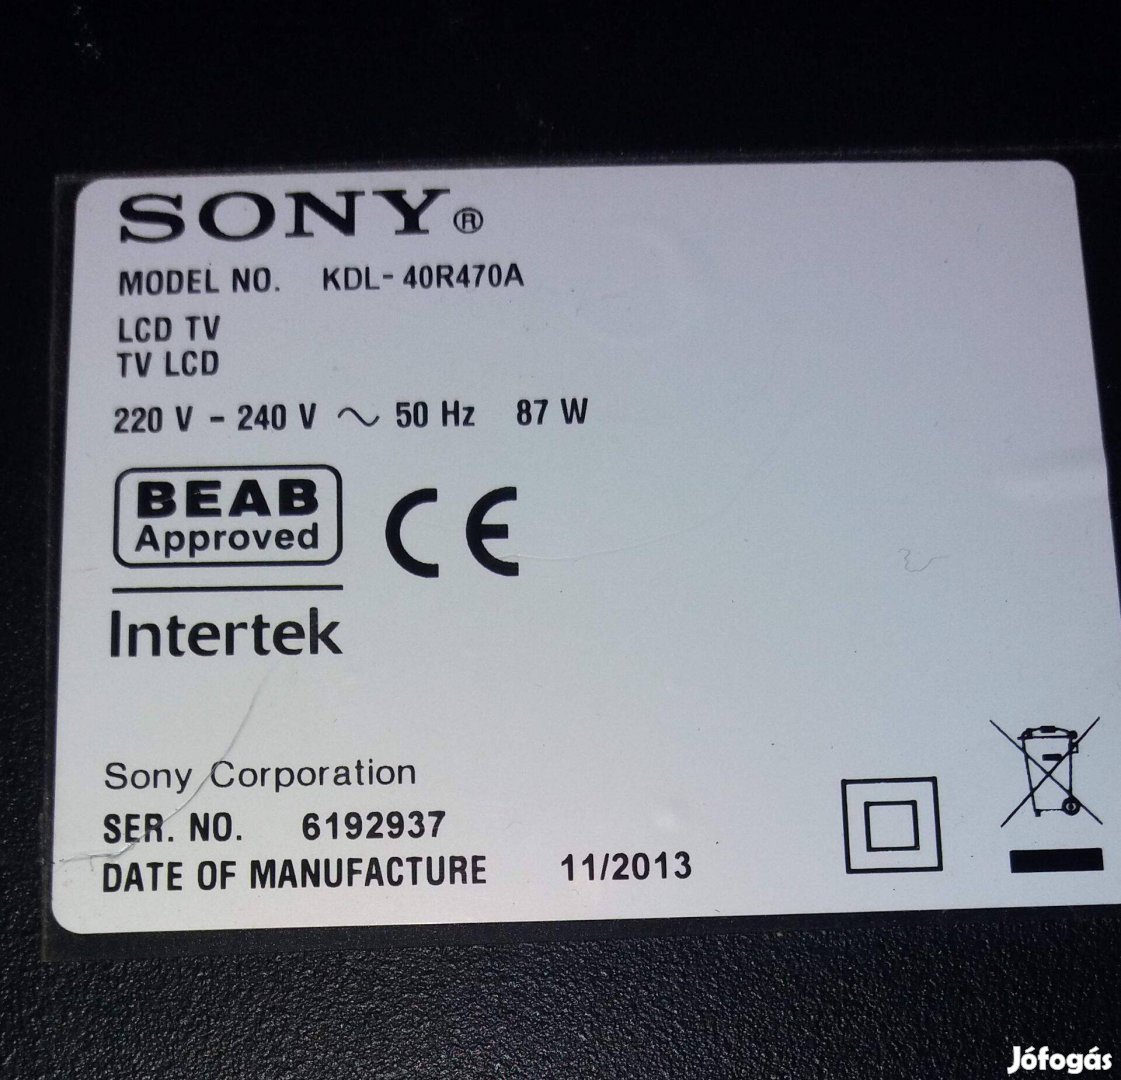 SONY®
MODEL NO. KDL-40R470A
LCD TV
TV LCD
220 V - 240 V ~ 50 Hz 87 W
BEAB
Approved
CE
Intertek
Sony Corporation
SER. NO. 6192937
DATE OF MANUFACTURE 11/2013
Jófogás